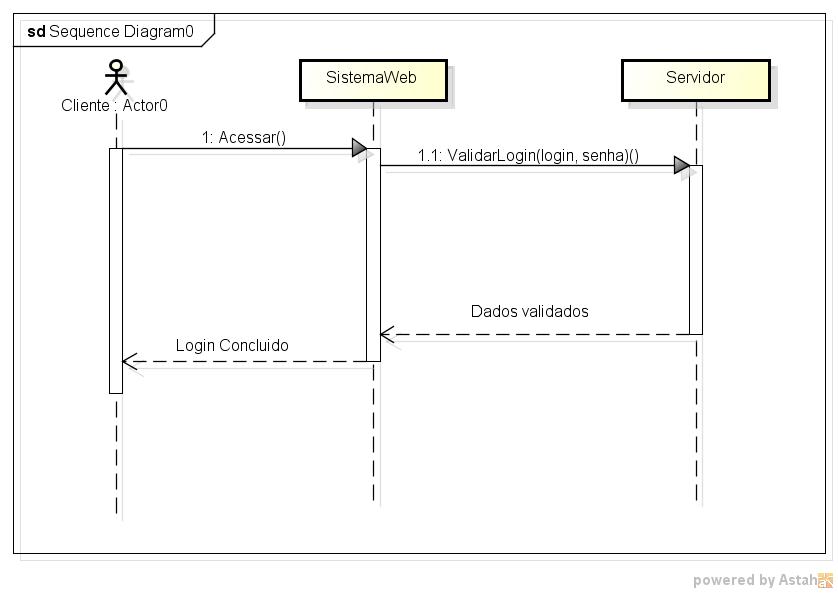 sd Sequence Diagram0
Cliente : Actor0
SistemaWeb
Servidor
1: Acessar()
1.1: ValidarLogin(login, senha)()
Dados validados
Login Concluido
powered by Astah